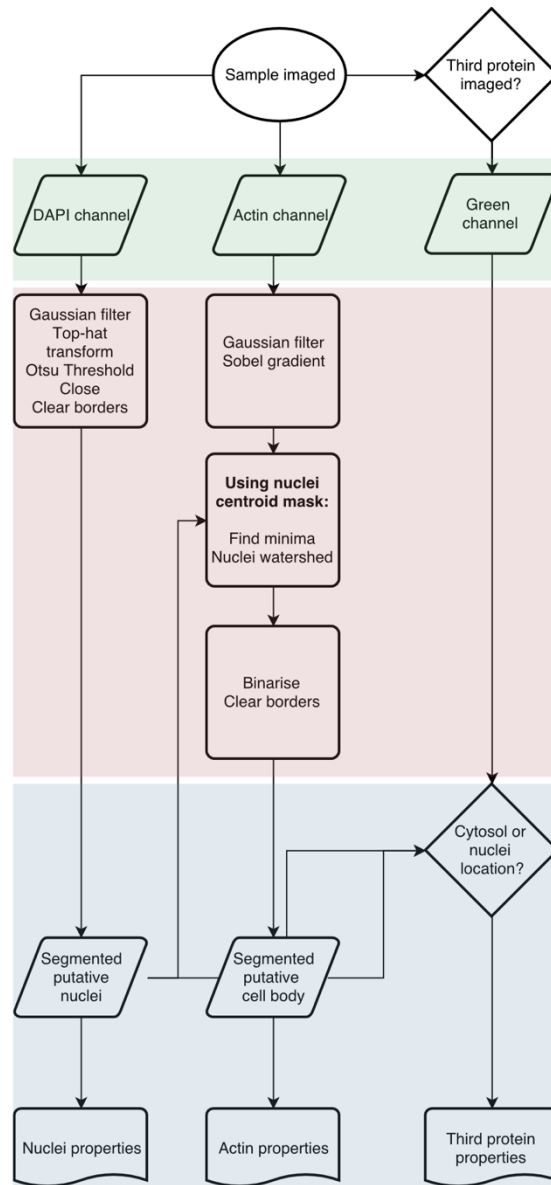 Sample imaged
Third protein
imaged?
DAPI channel
Actin channel
Green
channel
Gaussian filter
Top-hat
transform
Otsu Threshold
Close
Clear borders
Gaussian filter
Sobel gradient
Using nuclei
centroid mask:
Find minima
Nuclei watershed
Binarise
Clear borders
Cytosol or
nuclei
location?
Segmented
putative
nuclei
Segmented
putative
cell body
Nuclei properties
Actin properties
Third protein
properties